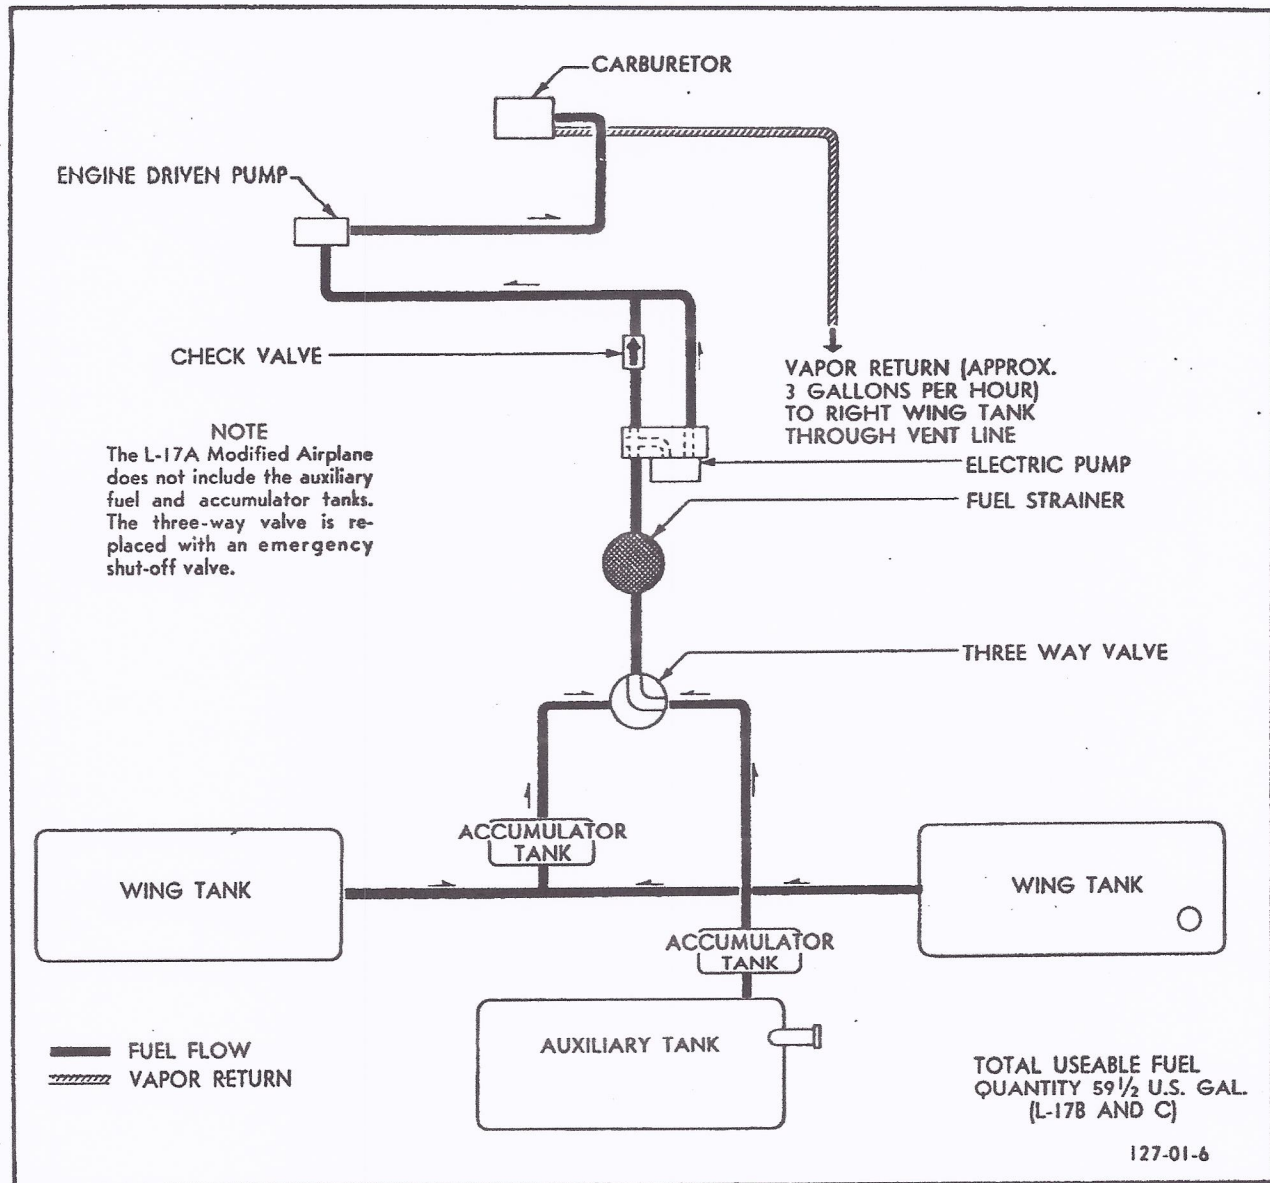 CARBURETOR
ENGINE DRIVEN PUMP
CHECK VALVE
VAPOR RETURN (APPROX.
3 GALLONS PER HOUR)
TO RIGHT WING TANK
THROUGH VENT LINE
NOTE
The L-17A Modified Airplane
does not include the auxiliary
fuel and accumulator tanks.
The three-way valve is re-
placed with an emergency
shut-off valve.
ELECTRIC PUMP
FUEL STRAINER
THREE WAY VALVE
ACCUMULATOR
TANK
WING TANK
WING TANK
ACCUMULATOR
TANK
AUXILIARY TANK
FUEL FLOW
VAPOR RETURN
TOTAL USEABLE FUEL
QUANTITY 59 1/2 U.S. GAL.
(L-17B AND C)
127-01-6